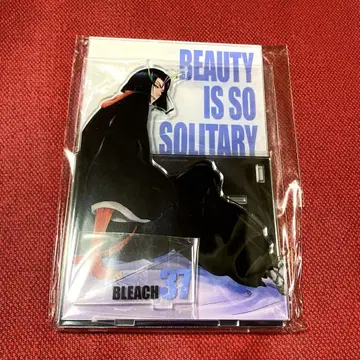 BEAUTY
IS SO
SOLITARY
BLEACH 37